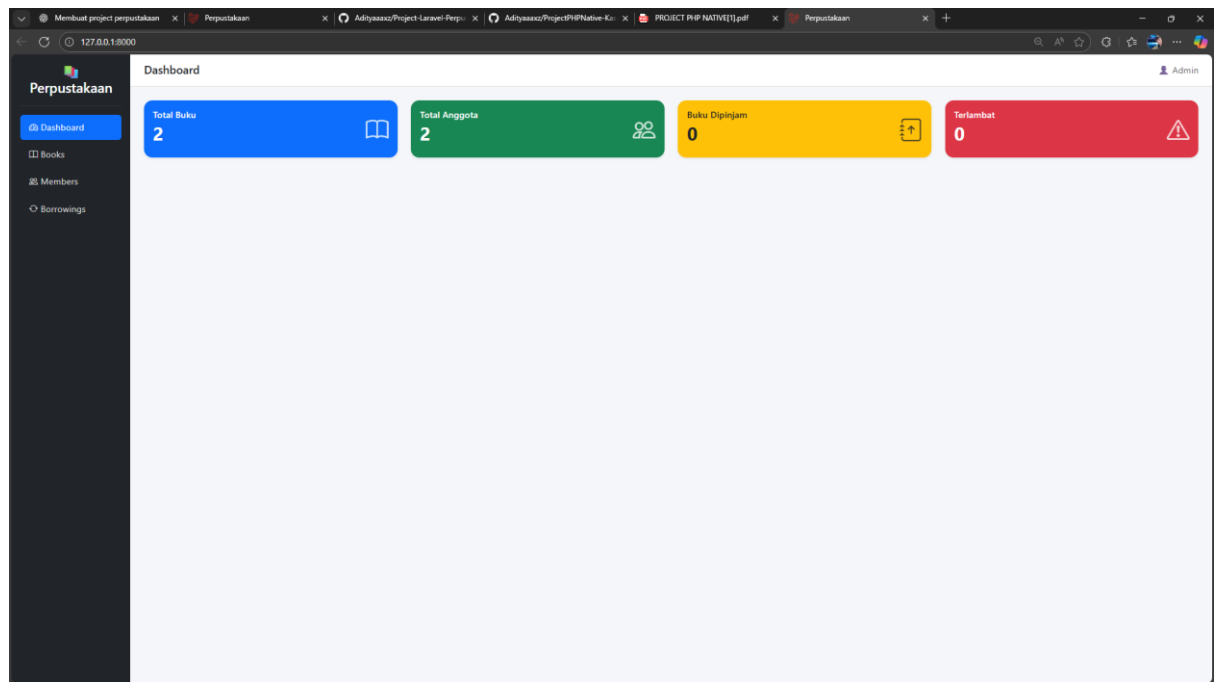 Membuat project perpustakaan
Perpustakaan
Adityaaaxz/Project-Laravel-Perpu
Adityaaaxz/ProjectPHPNative-Ka
PROJECT PHP NATIVE[1].pdf
Perpustakaan
127.0.0.1:8000
Perpustakaan
Dashboard
Books
Members
Borrowings
Dashboard
Admin
Total Buku
2
Total Anggota
2
Buku Dipinjam
0
Terlambat
0